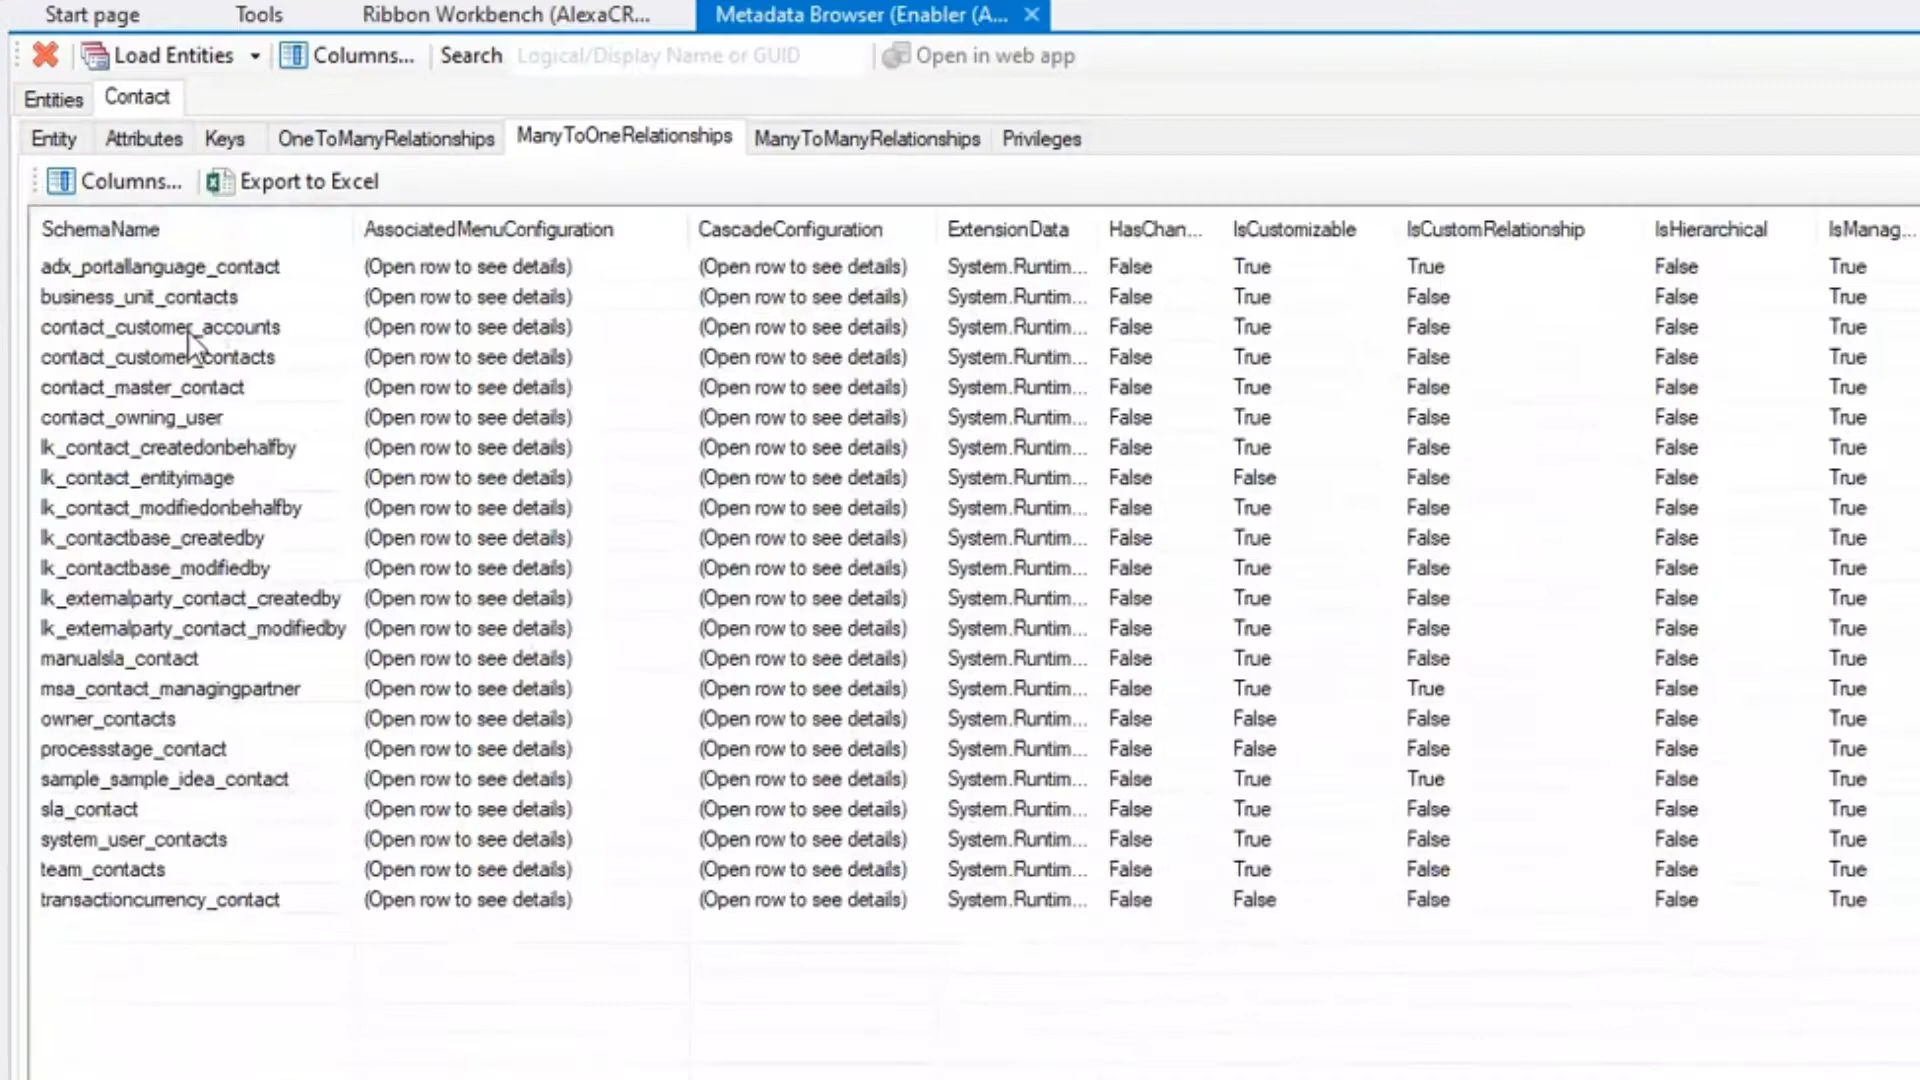 Start page Tools Ribbon Workbench (AlexaCR... Metadata Browser (Enabler (A...
Load Entities Columns... Search Logical/Display Name or GUID Open in web app
Entities Contact
Entity Attributes Keys OneToManyRelationships ManyToOneRelationships ManyToManyRelationships Privileges
Columns... Export to Excel
SchemaName AssociatedMenuConfiguration CascadeConfiguration ExtensionData HasChan... IsCustomizable IsCustomRelationship IsHierarchical IsManag...
adx_portallanguage_contact (Open row to see details) (Open row to see details) System.Runtim... False True True False True
business_unit_contacts (Open row to see details) (Open row to see details) System.Runtim... False True False False True
contact_customer_accounts (Open row to see details) (Open row to see details) System.Runtim... False True False False True
contact_customer_contacts (Open row to see details) (Open row to see details) System.Runtim... False True False False True
contact_master_contact (Open row to see details) (Open row to see details) System.Runtim... False True False False True
contact_owning_user (Open row to see details) (Open row to see details) System.Runtim... False True False False True
lk_contact_createdonbehalfby (Open row to see details) (Open row to see details) System.Runtim... False True False False True
lk_contact_entityimage (Open row to see details) (Open row to see details) System.Runtim... False False False False True
lk_contact_modifiedonbehalfby (Open row to see details) (Open row to see details) System.Runtim... False True False False True
lk_contactbase_createdby (Open row to see details) (Open row to see details) System.Runtim... False True False False True
lk_contactbase_modifiedby (Open row to see details) (Open row to see details) System.Runtim... False True False False True
lk_externalparty_contact_createdby (Open row to see details) (Open row to see details) System.Runtim... False True False False True
lk_externalparty_contact_modifiedby (Open row to see details) (Open row to see details) System.Runtim... False True False False True
manualsla_contact (Open row to see details) (Open row to see details) System.Runtim... False True False False True
msa_contact_managingpartner (Open row to see details) (Open row to see details) System.Runtim... False True True False True
owner_contacts (Open row to see details) (Open row to see details) System.Runtim... False False False False True
processstage_contact (Open row to see details) (Open row to see details) System.Runtim... False False False False True
sample_sample_idea_contact (Open row to see details) (Open row to see details) System.Runtim... False True True False True
sla_contact (Open row to see details) (Open row to see details) System.Runtim... False True False False True
system_user_contacts (Open row to see details) (Open row to see details) System.Runtim... False True False False True
team_contacts (Open row to see details) (Open row to see details) System.Runtim... False True False False True
transactioncurrency_contact (Open row to see details) (Open row to see details) System.Runtim... False False False False True